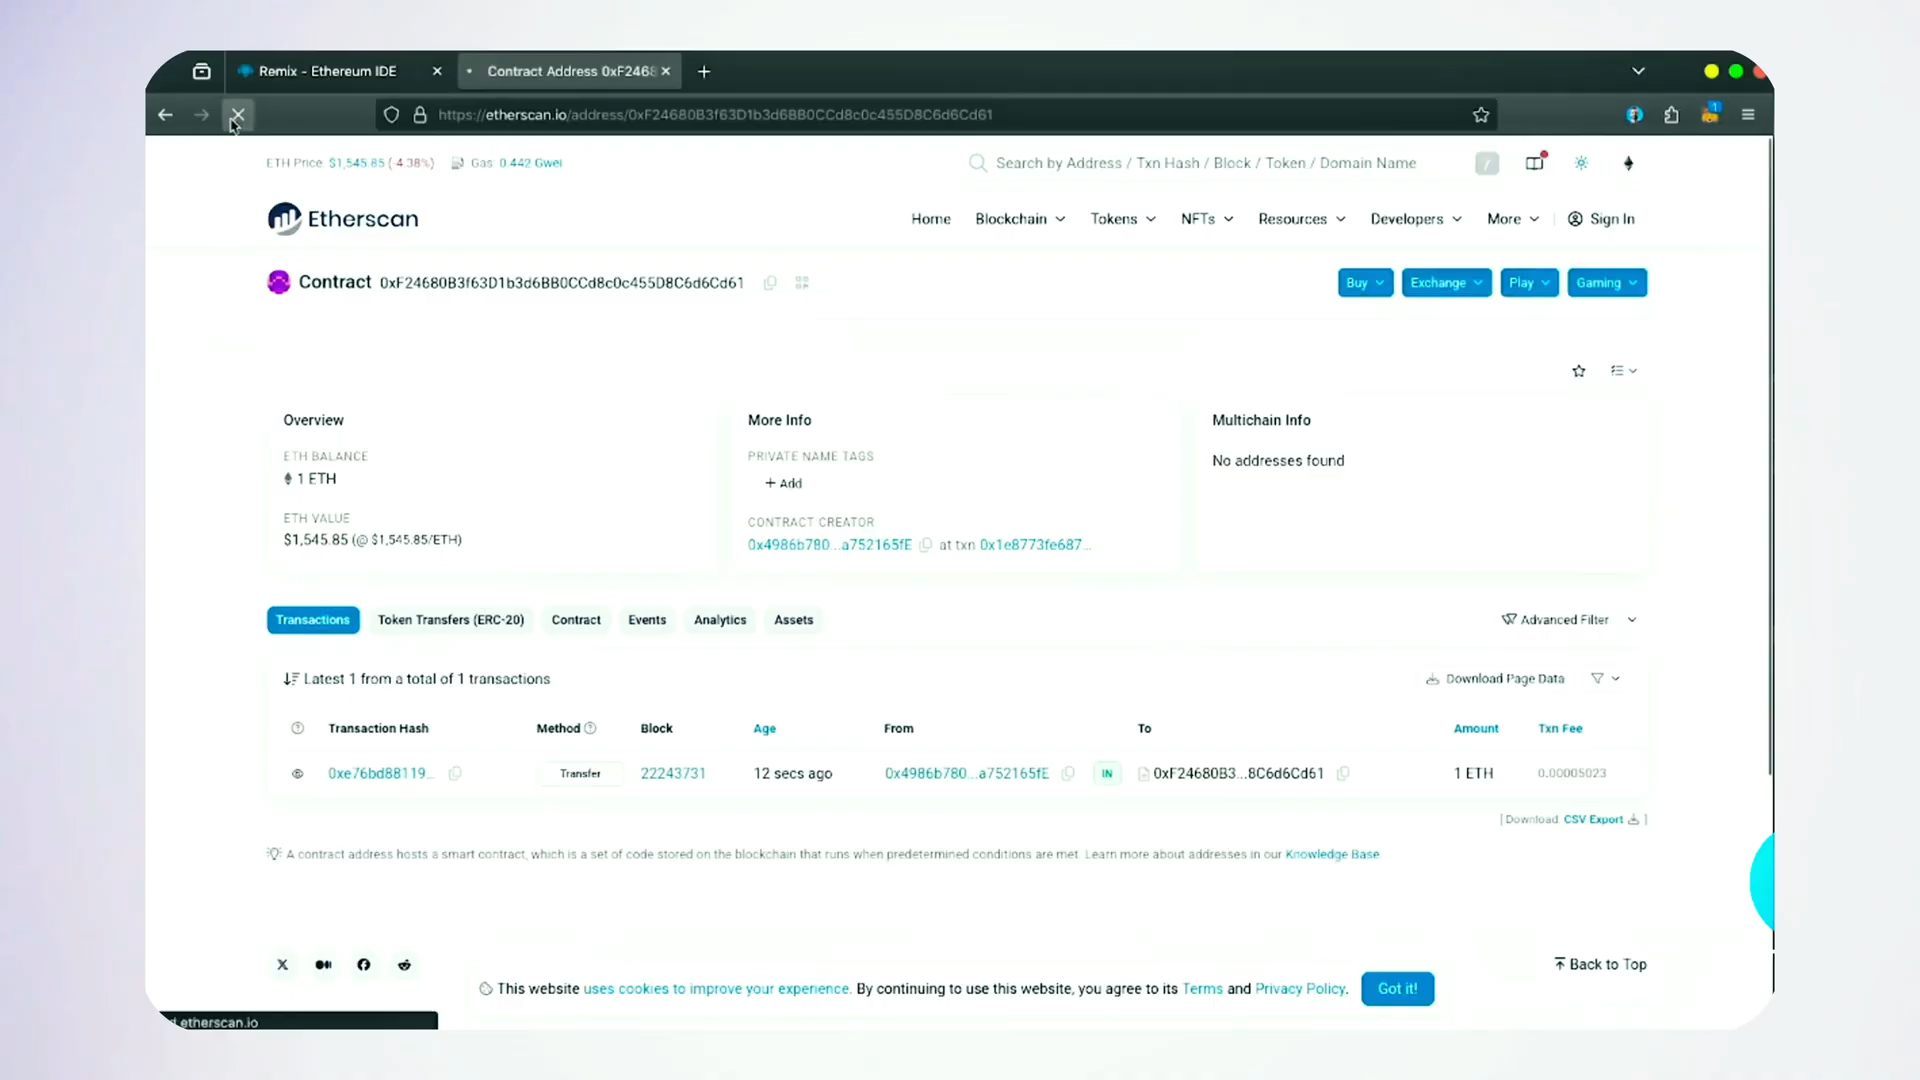 Remix - Ethereum IDE
Contract Address 0xF2468
https://etherscan.io/address/0xF24680B3f63D1b3d6BB0CCd8c0c455D8C6d6Cd61
ETH Price: $1,545.85 (-4.38%) Gas: 0.442 Gwei
Search by Address / Txn Hash / Block / Token / Domain Name
/
Etherscan
Home Blockchain Tokens NFTs Resources Developers More Sign In
Contract 0xF24680B3f63D1b3d6BB0CCd8c0c455D8C6d6Cd61
Buy Exchange Play Gaming
Overview
ETH BALANCE
1 ETH
ETH VALUE
$1,545.85 (@ $1,545.85/ETH)
More Info
PRIVATE NAME TAGS
+ Add
CONTRACT CREATOR
0x4986b780...a752165fE at txn 0x1e8773fe687...
Multichain Info
No addresses found
Transactions Token Transfers (ERC-20) Contract Events Analytics Assets
Advanced Filter
Latest 1 from a total of 1 transactions
Download Page Data
Transaction Hash Method Block Age From To Amount Txn Fee
0xe76bd88119... Transfer 22243731 12 secs ago 0x4986b780...a752165fE IN 0xF24680B3...8C6d6Cd61 1 ETH 0.00005023
[ Download: CSV Export ]
A contract address hosts a smart contract, which is a set of code stored on the blockchain that runs when predetermined conditions are met. Learn more about addresses in our Knowledge Base.
Back to Top
This website uses cookies to improve your experience. By continuing to use this website, you agree to its Terms and Privacy Policy.
Got it!
etherscan.io